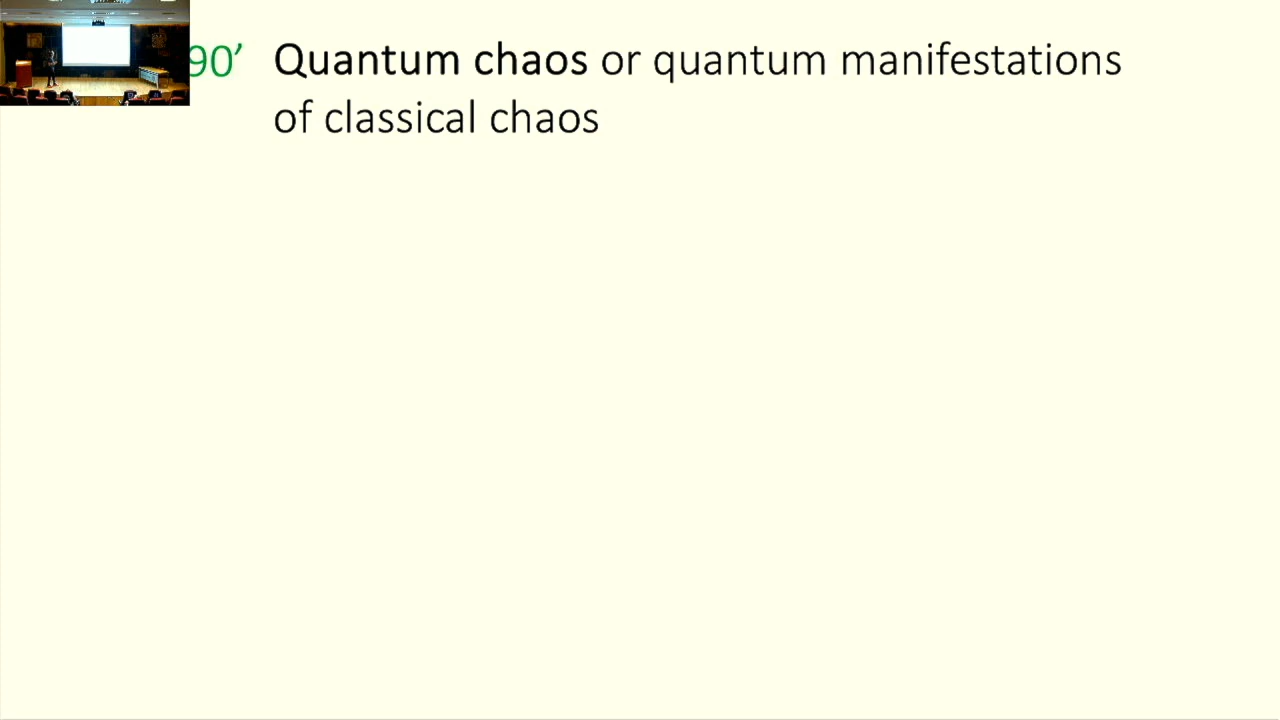 90’ Quantum chaos or quantum manifestations
of classical chaos